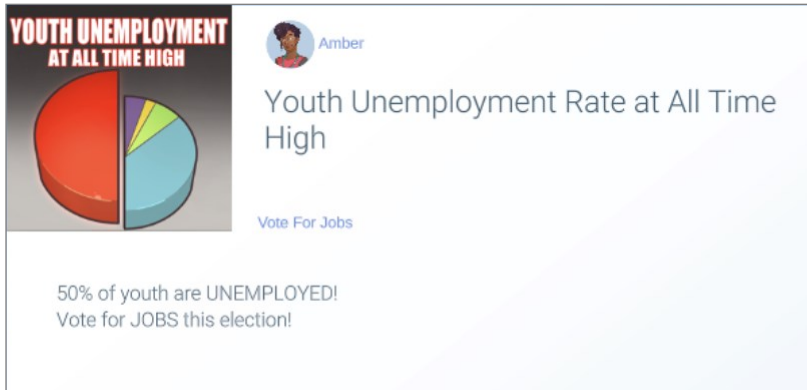 YOUTH UNEMPLOYMENT
AT ALL TIME HIGH
Amber
Youth Unemployment Rate at All Time
High
Vote For Jobs
50% of youth are UNEMPLOYED!
Vote for JOBS this election!